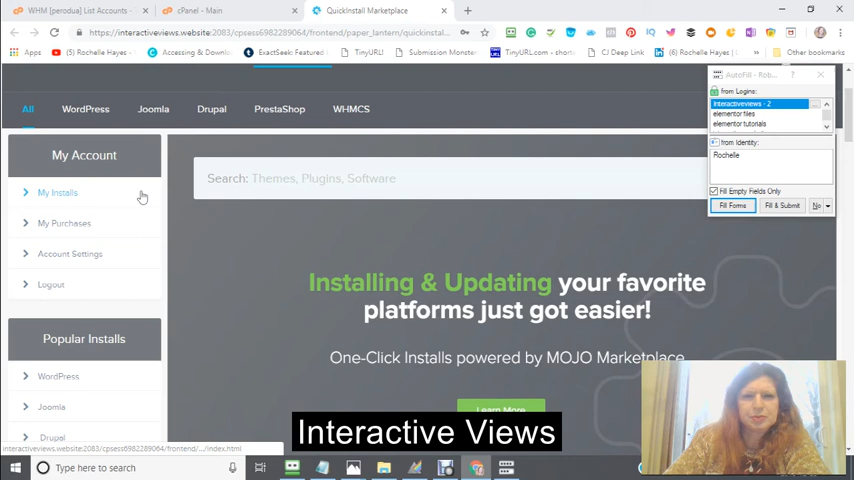 WHM [perodua] List Accounts -
cPanel - Main
QuickInstall Marketplace
https://interactiveviews.website:2083/cpsess6982289064/frontend/paper_lantern/quickinstal...
Apps
(6) Rochelle Herma
Accessing & Downlo
ExactSeek: Featured
TinyURL!
Submission Monster
TinyURL.com - short
CJ Deep Link
(90) Rochelle Herm
Other bookmarks
All
WordPress
Joomla
Drupal
PrestaShop
WHMCS
My Account
My Installs
My Purchases
Account Settings
Logout
Popular Installs
WordPress
Joomla
Drupal
Search: Themes, Plugins, Software
Installing & Updating your favorite
platforms just got easier!
One-Click Installs powered by MOJO Marketplace
Learn More
AutoFill - Rob...
from Logins:
Interactiveviews - 2
elementor files
elementor tutorials
from Identity:
Rochelle
Fill Empty Fields Only
Fill Forms
Fill & Submit
No
Interactive Views
interactiveviews.website:2083/cpsess6982289064/frontend/.../index.html
Type here to search